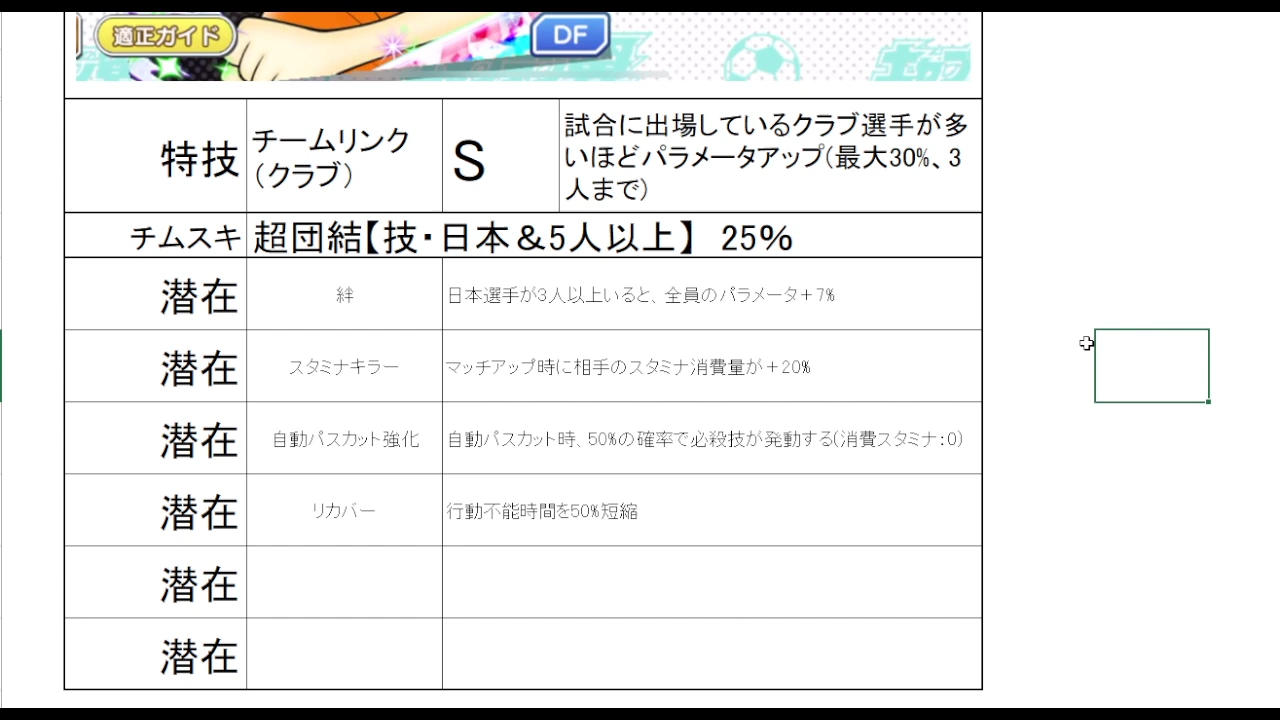 適正ガイド
DF
特技
チームリンク
（クラブ）
S
試合に出場しているクラブ選手が多
いほどパラメータアップ(最大30%、3
人まで)
チムスキ
超団結【技・日本＆5人以上】 25%
潜在
絆
日本選手が3人以上いると、全員のパラメータ＋7%
潜在
スタミナキラー
マッチアップ時に相手のスタミナ消費量が＋20%
潜在
自動パスカット強化
自動パスカット時、50%の確率で必殺技が発動する(消費スタミナ：0)
潜在
リカバー
行動不能時間を50%短縮
潜在
潜在